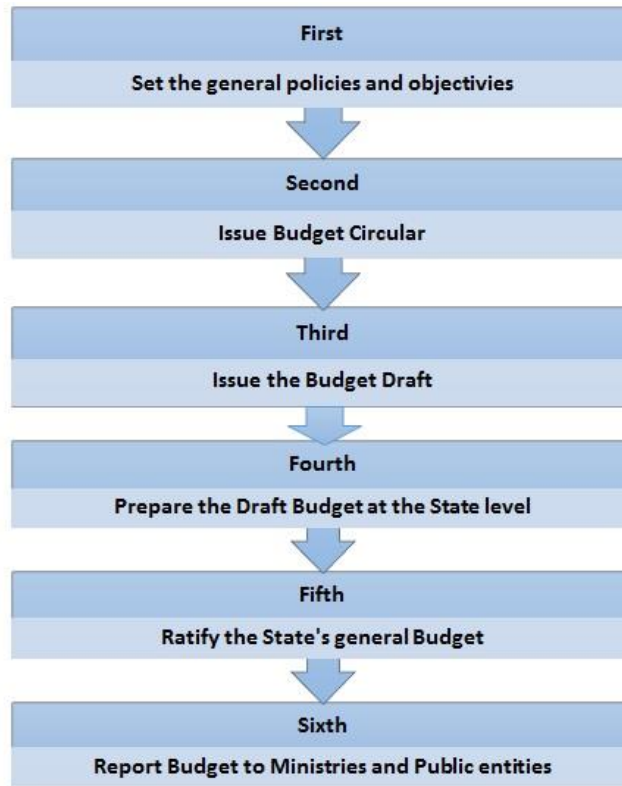 First
Set the general policies and objectivies
Second
Issue Budget Circular
Third
Issue the Budget Draft
Fourth
Prepare the Draft Budget at the State level
Fifth
Ratify the State's general Budget
Sixth
Report Budget to Ministries and Public entities